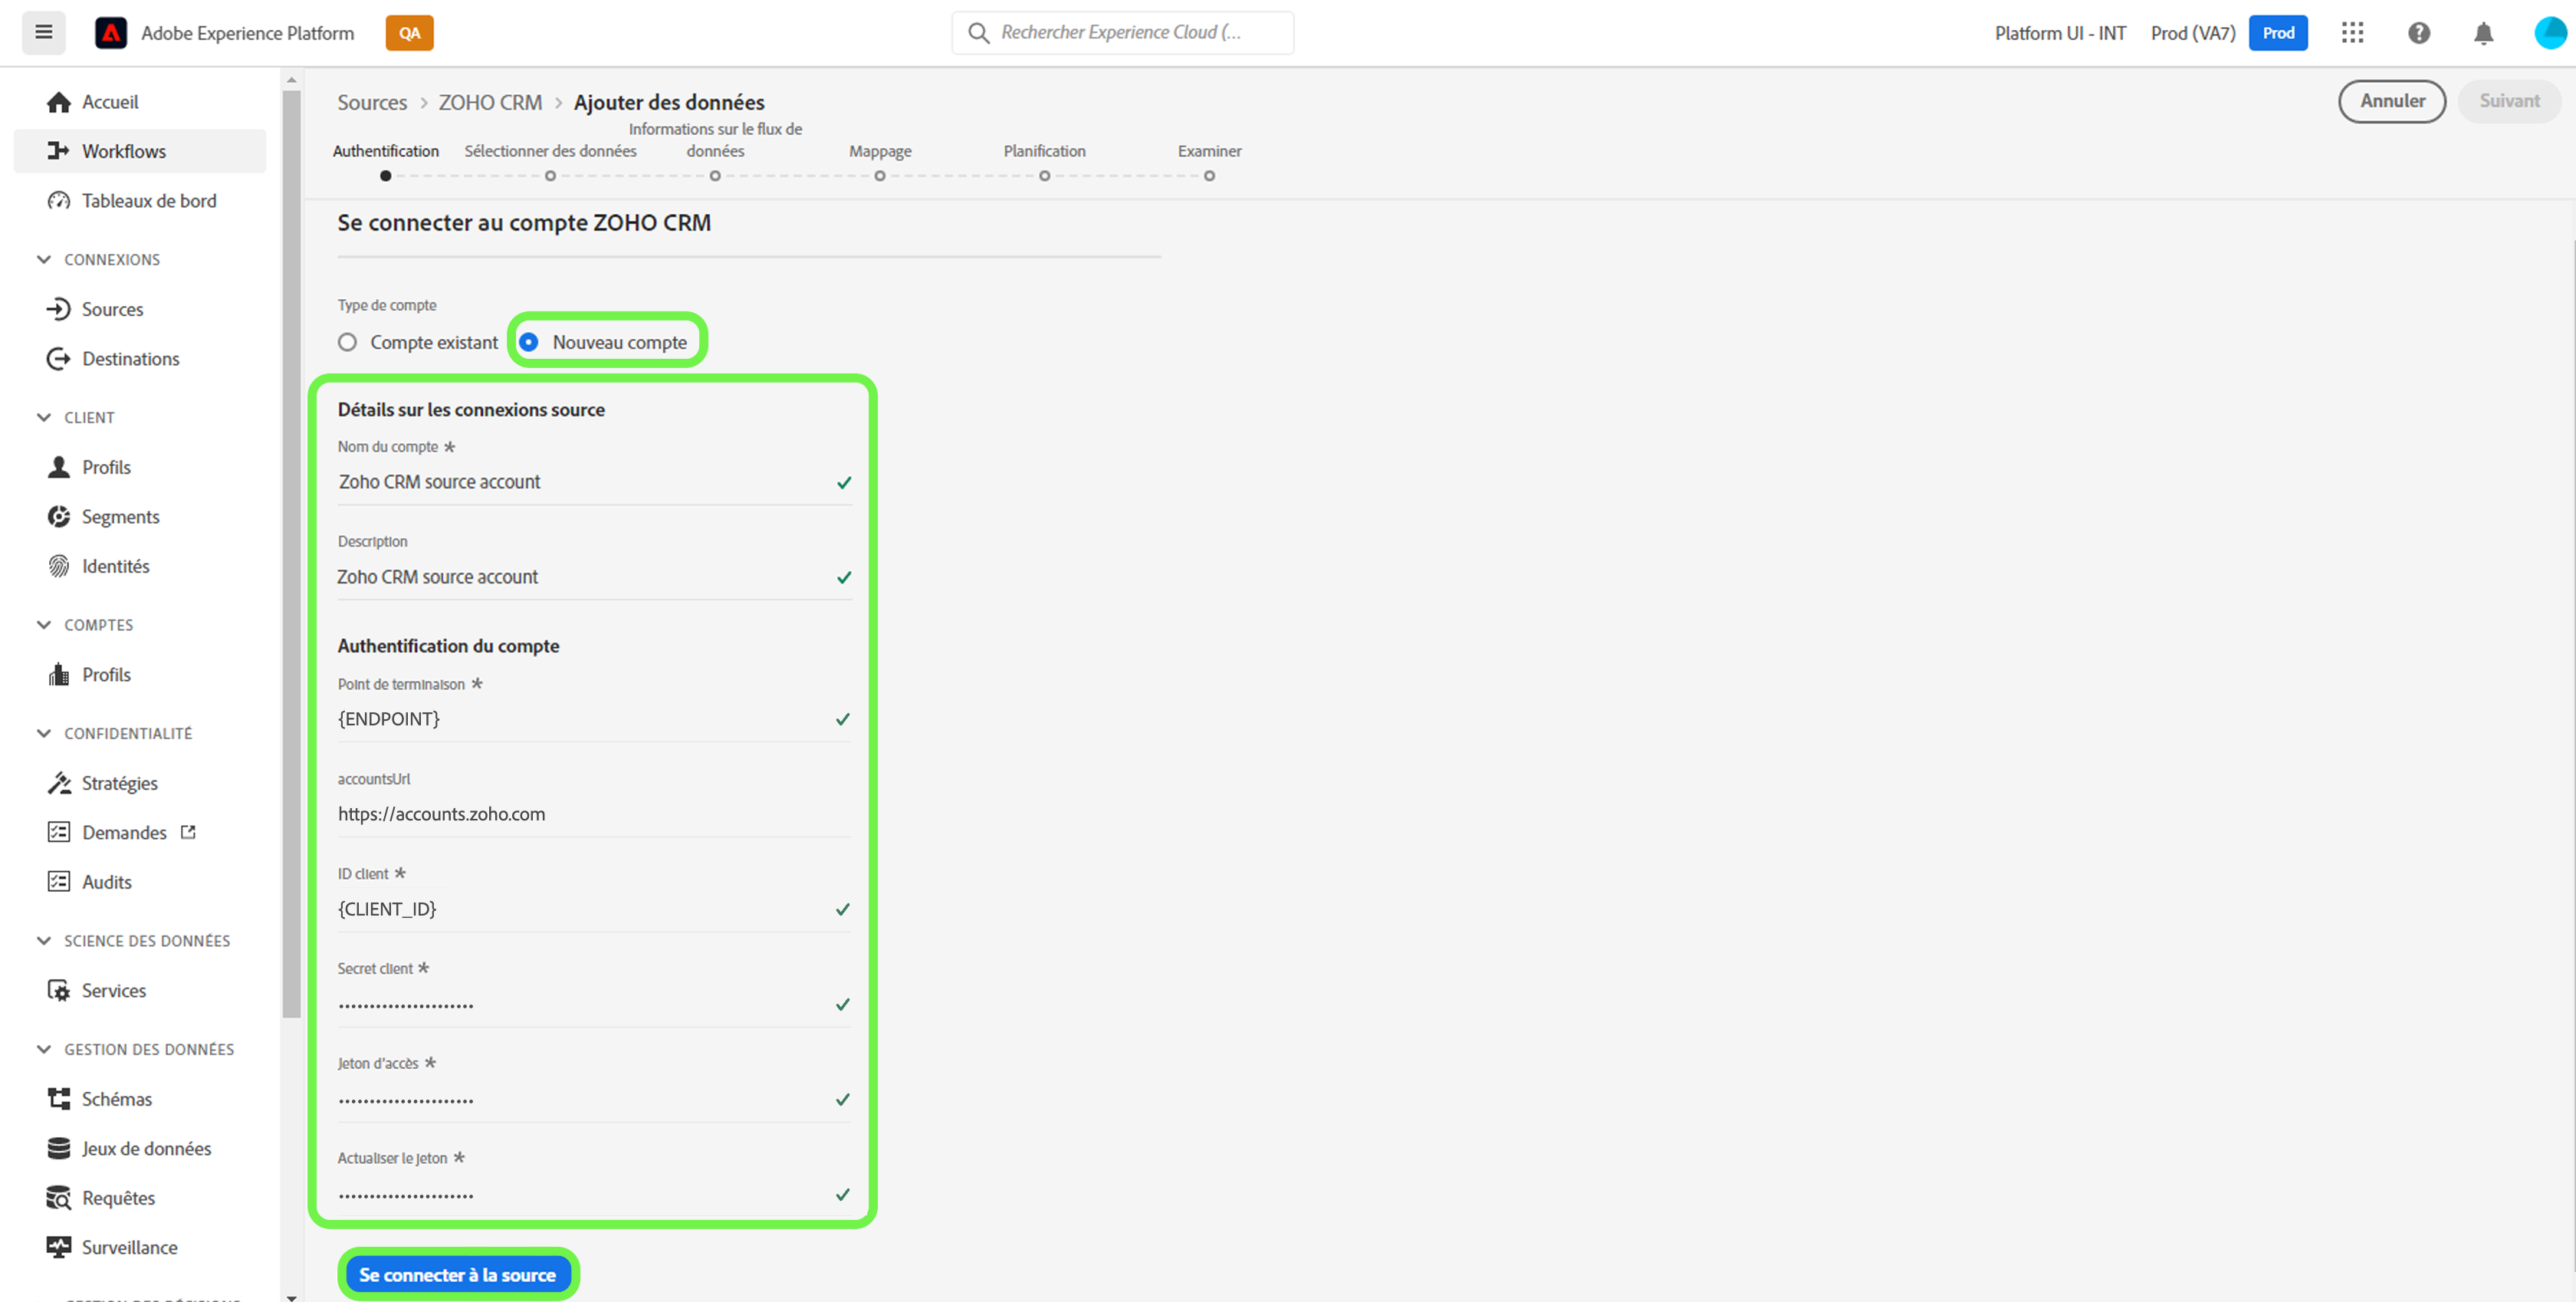 Adobe Experience Platform
QA
Rechercher Experience Cloud (...
Platform UI - INT
Prod (VA7)
Prod
Accueil
Workflows
Tableaux de bord
CONNEXIONS
Sources
Destinations
CLIENT
Profils
Segments
Identités
COMPTES
Profils
CONFIDENTIALITÉ
Stratégies
Demandes
Audits
SCIENCE DES DONNÉES
Services
GESTION DES DONNÉES
Schémas
Jeux de données
Requêtes
Surveillance
GESTION DES DÉCISIONS
Sources > ZOHO CRM > Ajouter des données
Annuler
Suivant
Authentification
Sélectionner des données
Informations sur le flux de
données
Mappage
Planification
Examiner
Se connecter au compte ZOHO CRM
Type de compte
Compte existant
Nouveau compte
Détails sur les connexions source
Nom du compte *
Zoho CRM source account
Description
Zoho CRM source account
Authentification du compte
Point de terminaison *
{ENDPOINT}
accountsUrl
https://accounts.zoho.com
ID client *
{CLIENT_ID}
Secret client *
••••••••••••••••••••••
Jeton d'accès *
••••••••••••••••••••••
Actualiser le jeton *
••••••••••••••••••••••
Se connecter à la source